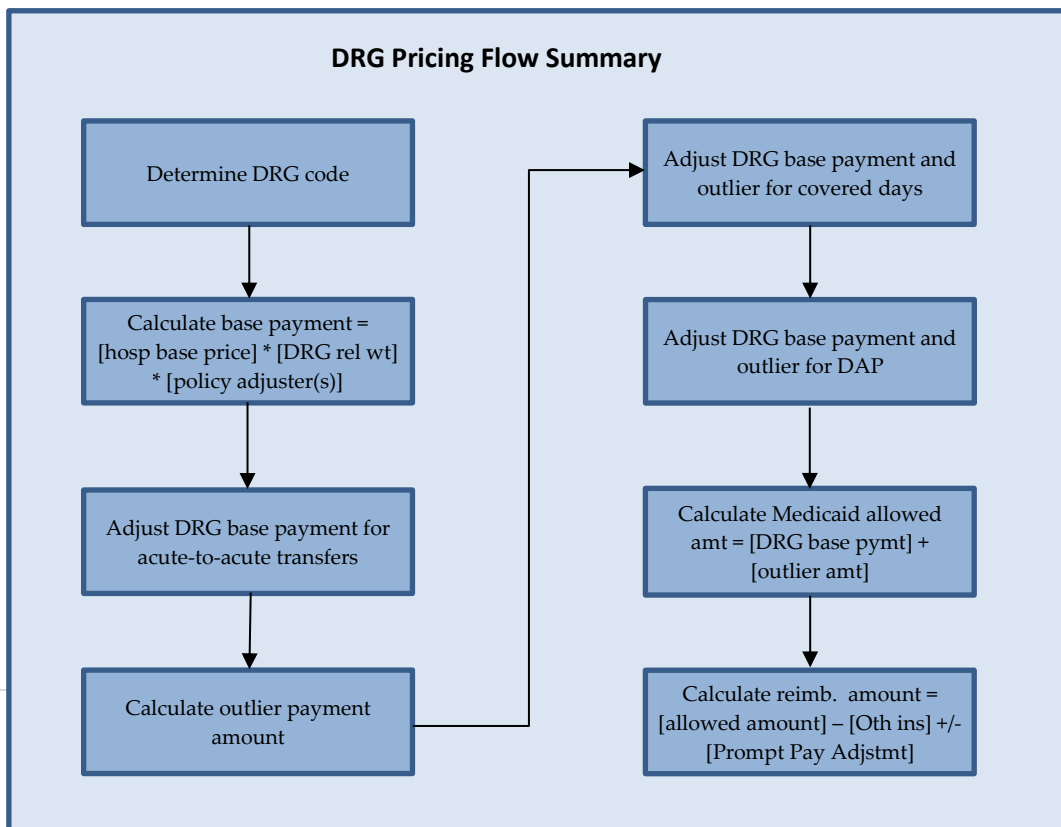 DRG Pricing Flow Summary
Determine DRG code
Calculate base payment =
[hosp base price] * [DRG rel wt]
* [policy adjuster(s)]
Adjust DRG base payment for
acute-to-acute transfers
Calculate outlier payment
amount
Adjust DRG base payment and
outlier for covered days
Adjust DRG base payment and
outlier for DAP
Calculate Medicaid allowed
amt = [DRG base pymt] +
[outlier amt]
Calculate reimb. amount =
[allowed amount] – [Oth ins] +/-
[Prompt Pay Adjstmt]